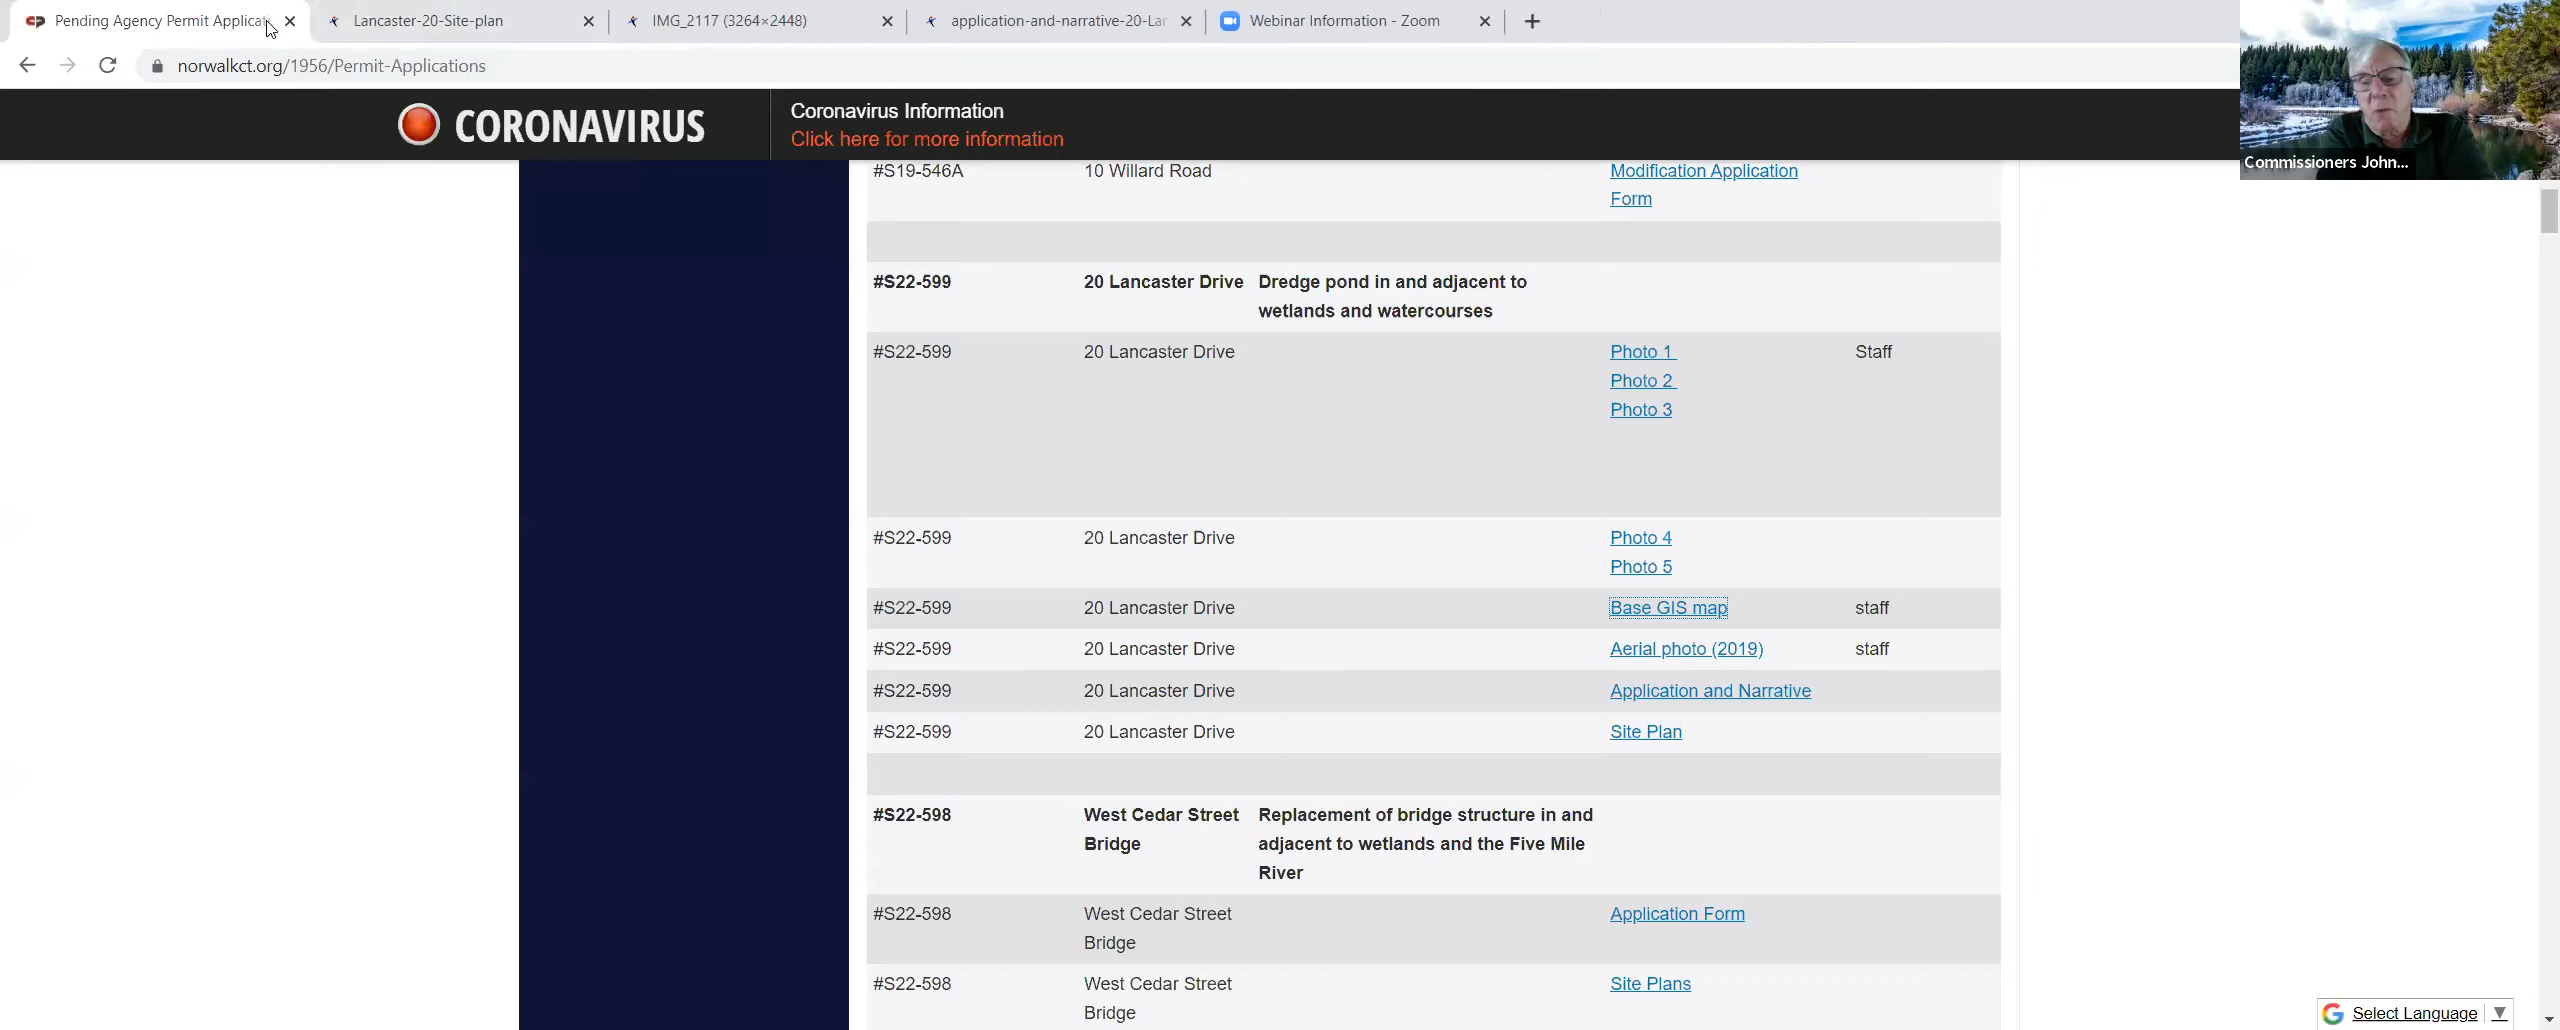 Pending Agency Permit Applicat
Lancaster-20-Site-plan
IMG_2117 (3264×2448)
application-and-narrative-20-Lan
Webinar Information - Zoom
norwalkct.org/1956/Permit-Applications
CORONAVIRUS
Coronavirus Information
Click here for more information
Commissioners John...
#S19-546A 10 Willard Road Modification Application
Form
#S22-599 20 Lancaster Drive Dredge pond in and adjacent to
wetlands and watercourses
#S22-599 20 Lancaster Drive Photo 1 Staff
Photo 2
Photo 3
#S22-599 20 Lancaster Drive Photo 4
Photo 5
#S22-599 20 Lancaster Drive Base GIS map staff
#S22-599 20 Lancaster Drive Aerial photo (2019) staff
#S22-599 20 Lancaster Drive Application and Narrative
#S22-599 20 Lancaster Drive Site Plan
#S22-598 West Cedar Street Replacement of bridge structure in and
Bridge adjacent to wetlands and the Five Mile
River
#S22-598 West Cedar Street Application Form
Bridge
#S22-598 West Cedar Street Site Plans
Bridge
Select Language